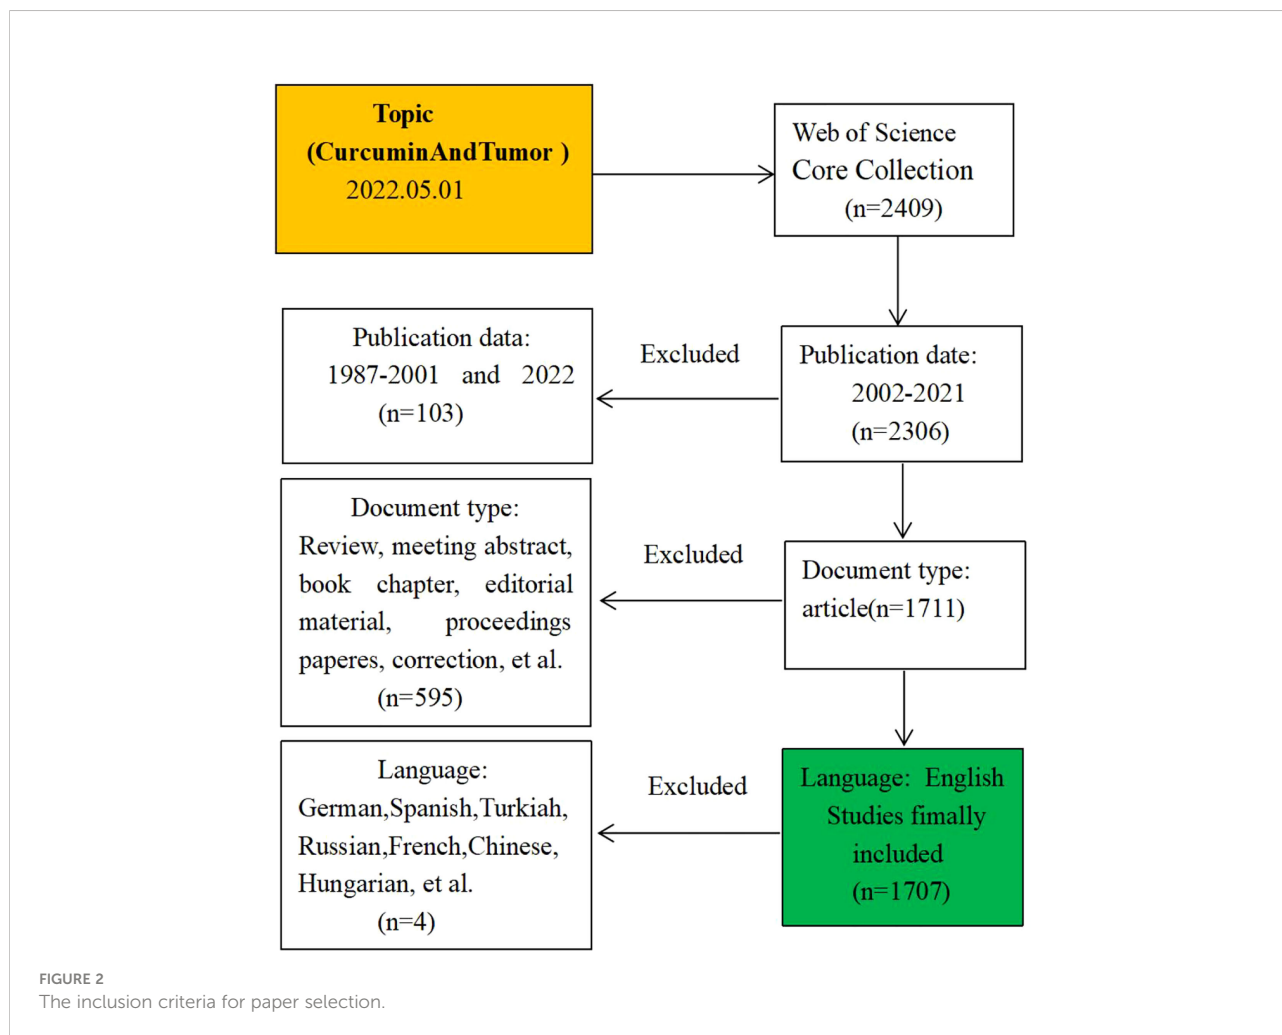 Topic
(CurcuminAndTumor )
2022.05.01
Web of Science
Core Collection
(n=2409)
Publication data:
1987-2001 and 2022
(n=103)
Excluded
Publication date:
2002-2021
(n=2306)
Document type:
Review, meeting abstract,
book chapter, editorial
material, proceedings
paperes, correction, et al.
(n=595)
Excluded
Document type:
article(n=1711)
Language:
German,Spanish,Turkiah,
Russian,French,Chinese,
Hungarian, et al.
(n=4)
Excluded
Language: English
Studies fimally
included
(n=1707)
FIGURE 2
The inclusion criteria for paper selection.